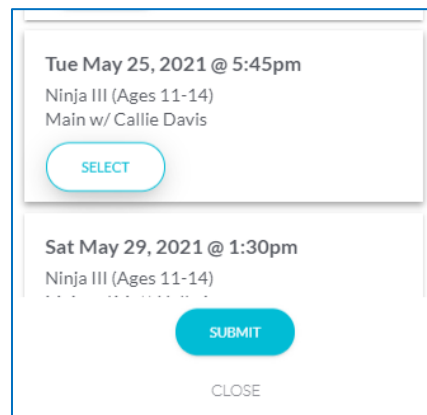 Tue May 25, 2021 @ 5:45pm
Ninja III (Ages 11-14)
Main w/ Callie Davis
SELECT
Sat May 29, 2021 @ 1:30pm
Ninja III (Ages 11-14)
SUBMIT
CLOSE